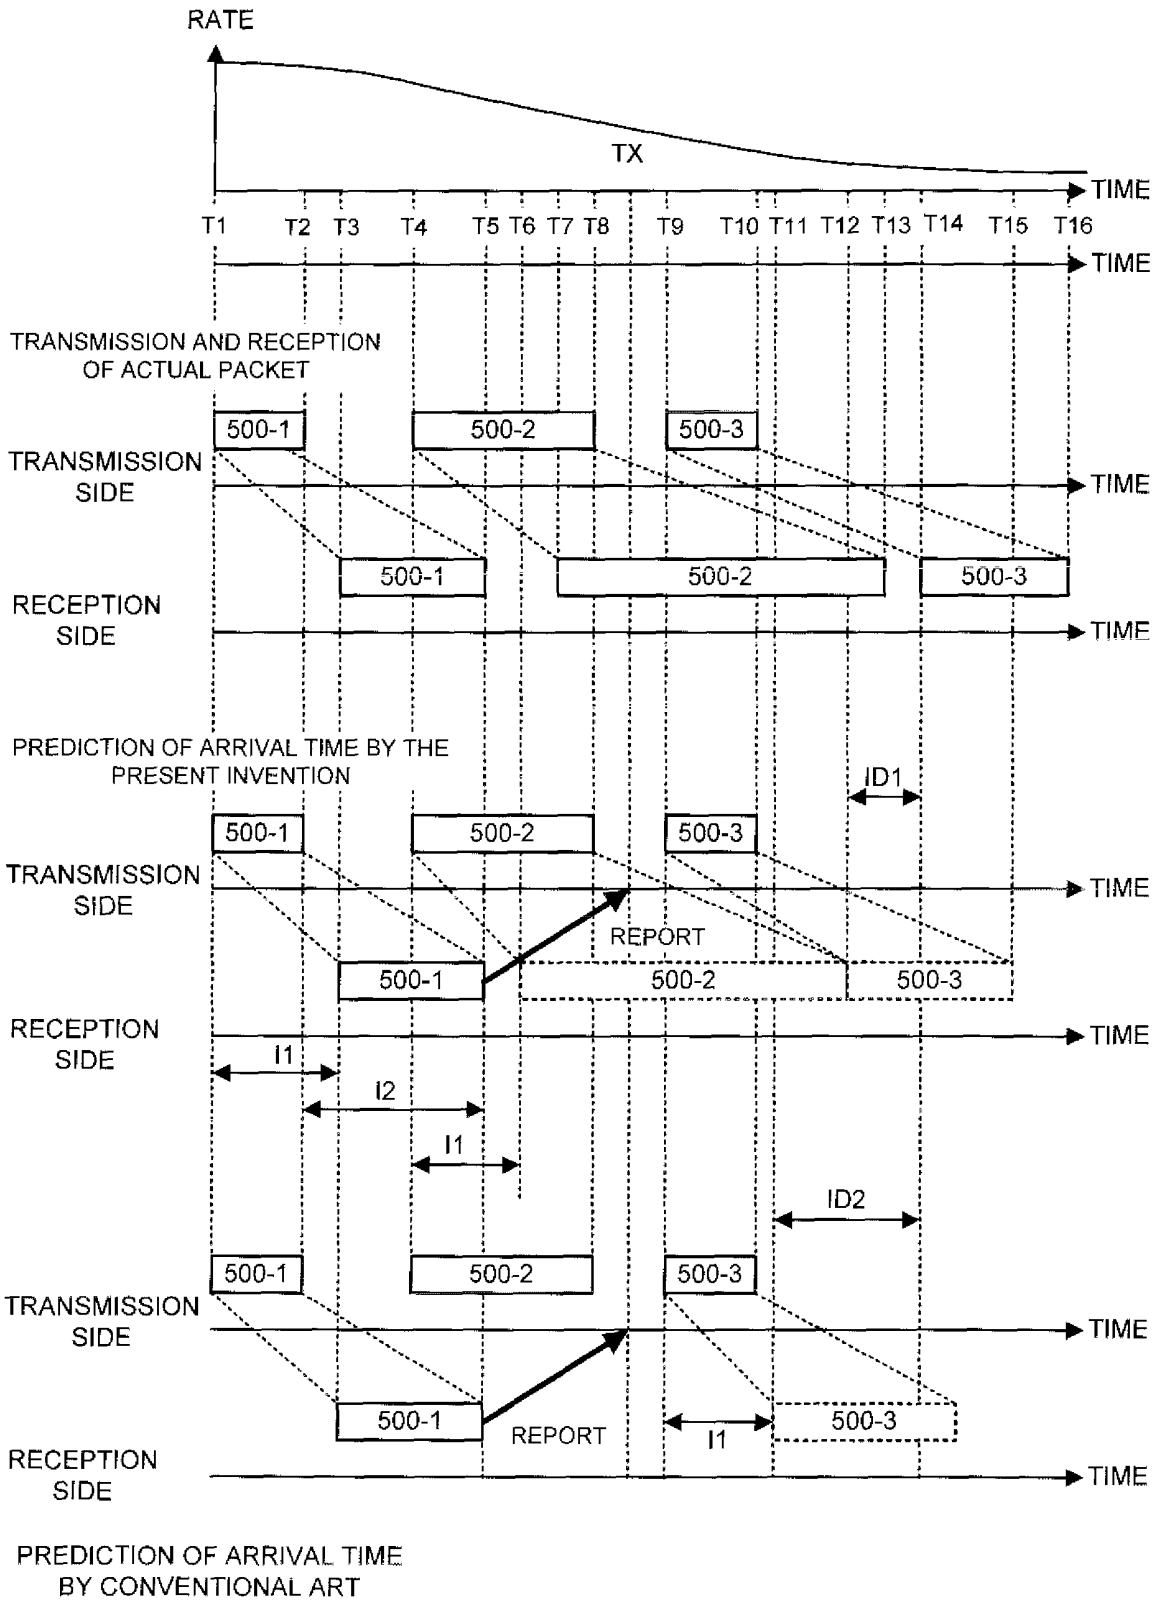 RATE
TX
TIME
T1 T2 T3 T4 T5 T6 T7 T8 T9 T10 T11 T12 T13 T14 T15 T16
TIME
TRANSMISSION AND RECEPTION
OF ACTUAL PACKET
500-1 500-2 500-3
TRANSMISSION
SIDE
TIME
500-1 500-2 500-3
RECEPTION
SIDE
TIME
PREDICTION OF ARRIVAL TIME BY THE
PRESENT INVENTION
ID1
500-1 500-2 500-3
TRANSMISSION
SIDE
TIME
REPORT
500-1 500-2 500-3
RECEPTION
SIDE
TIME
I1
I2
I1
ID2
500-1 500-2 500-3
TRANSMISSION
SIDE
TIME
500-1 REPORT I1 500-3
RECEPTION
SIDE
TIME
PREDICTION OF ARRIVAL TIME
BY CONVENTIONAL ART